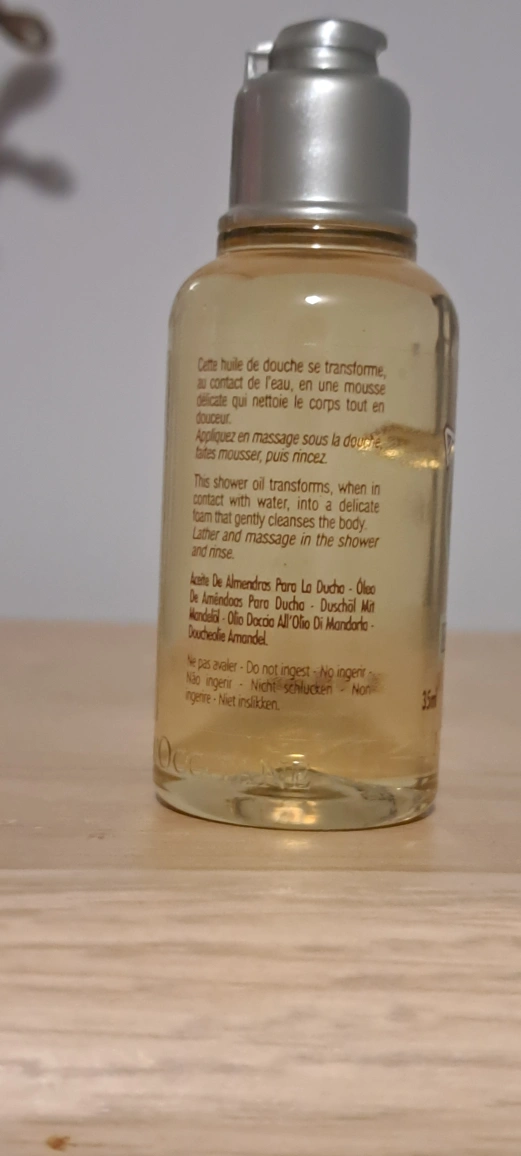 Cette huile de douche se transforme,
au contact de l'eau, en une mousse
délicate qui nettoie le corps tout en
douceur.
Appliquez en massage sous la douche,
faites mousser, puis rincez.
This shower oil transforms, when in
contact with water, into a delicate
foam that gently cleanses the body.
Lather and massage in the shower
and rinse.
Aceite De Almendras Para La Ducha - Óleo
De Amêndoas Para Ducha - Duschöl Mit
Mandelöl - Olio Doccia All'Olio Di Mandorla -
Doucheolie Amandel.
Ne pas avaler - Do not ingest - No ingerir -
Não ingerir - Nicht schlucken - Non
ingerire - Niet inslikken.
35ml
L'OCCITANE